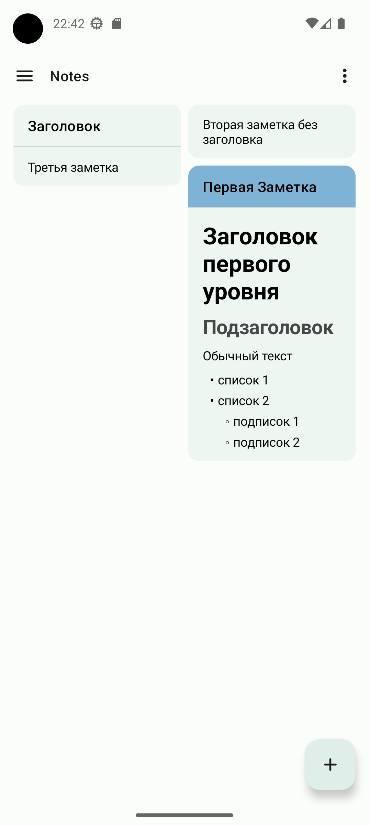 22:42
Notes
Заголовок
Третья заметка
Вторая заметка без
заголовка
Первая Заметка
Заголовок
первого
уровня
Подзаголовок
Обычный текст
• список 1
• список 2
◦ подписок 1
◦ подписок 2
+